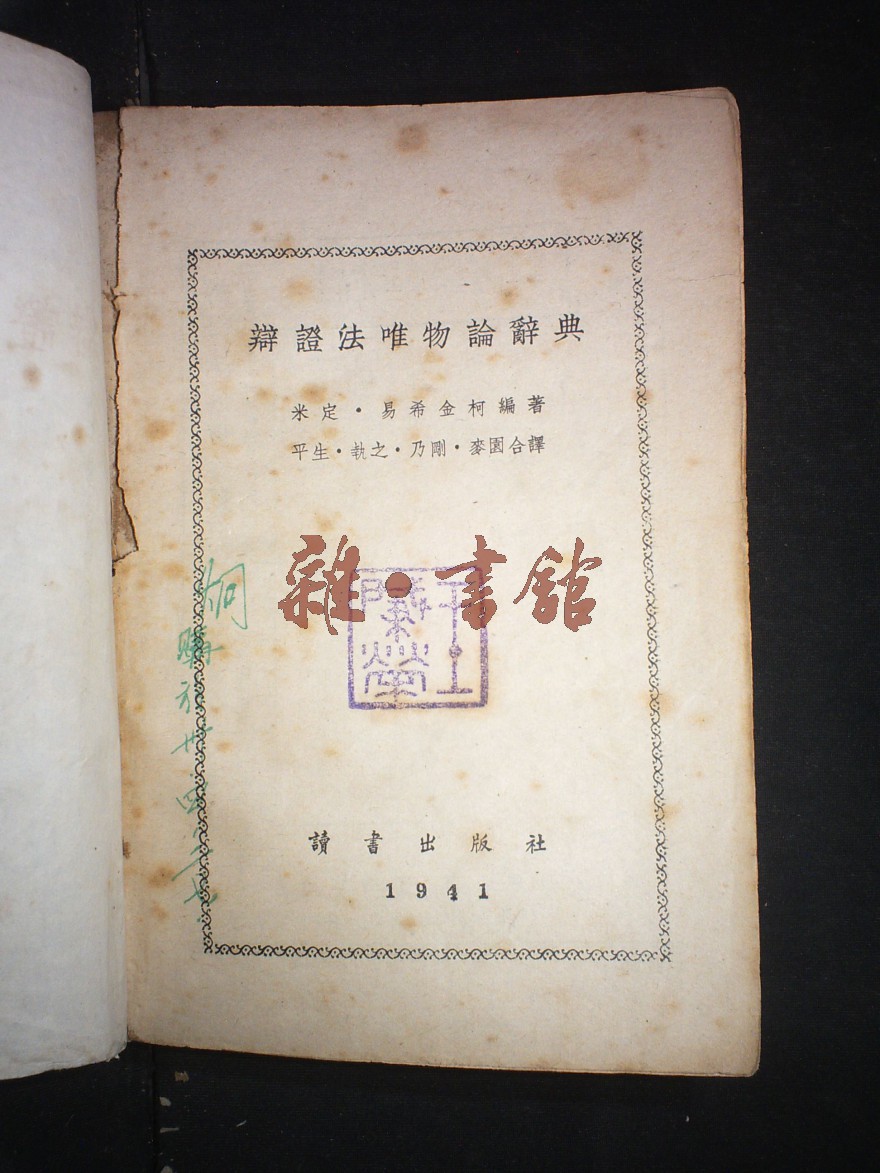 辯證法唯物論辭典
米定·易希金柯編著
平生·執之·乃剛·麥園合譯
雜·書館
讀書出版社
1941